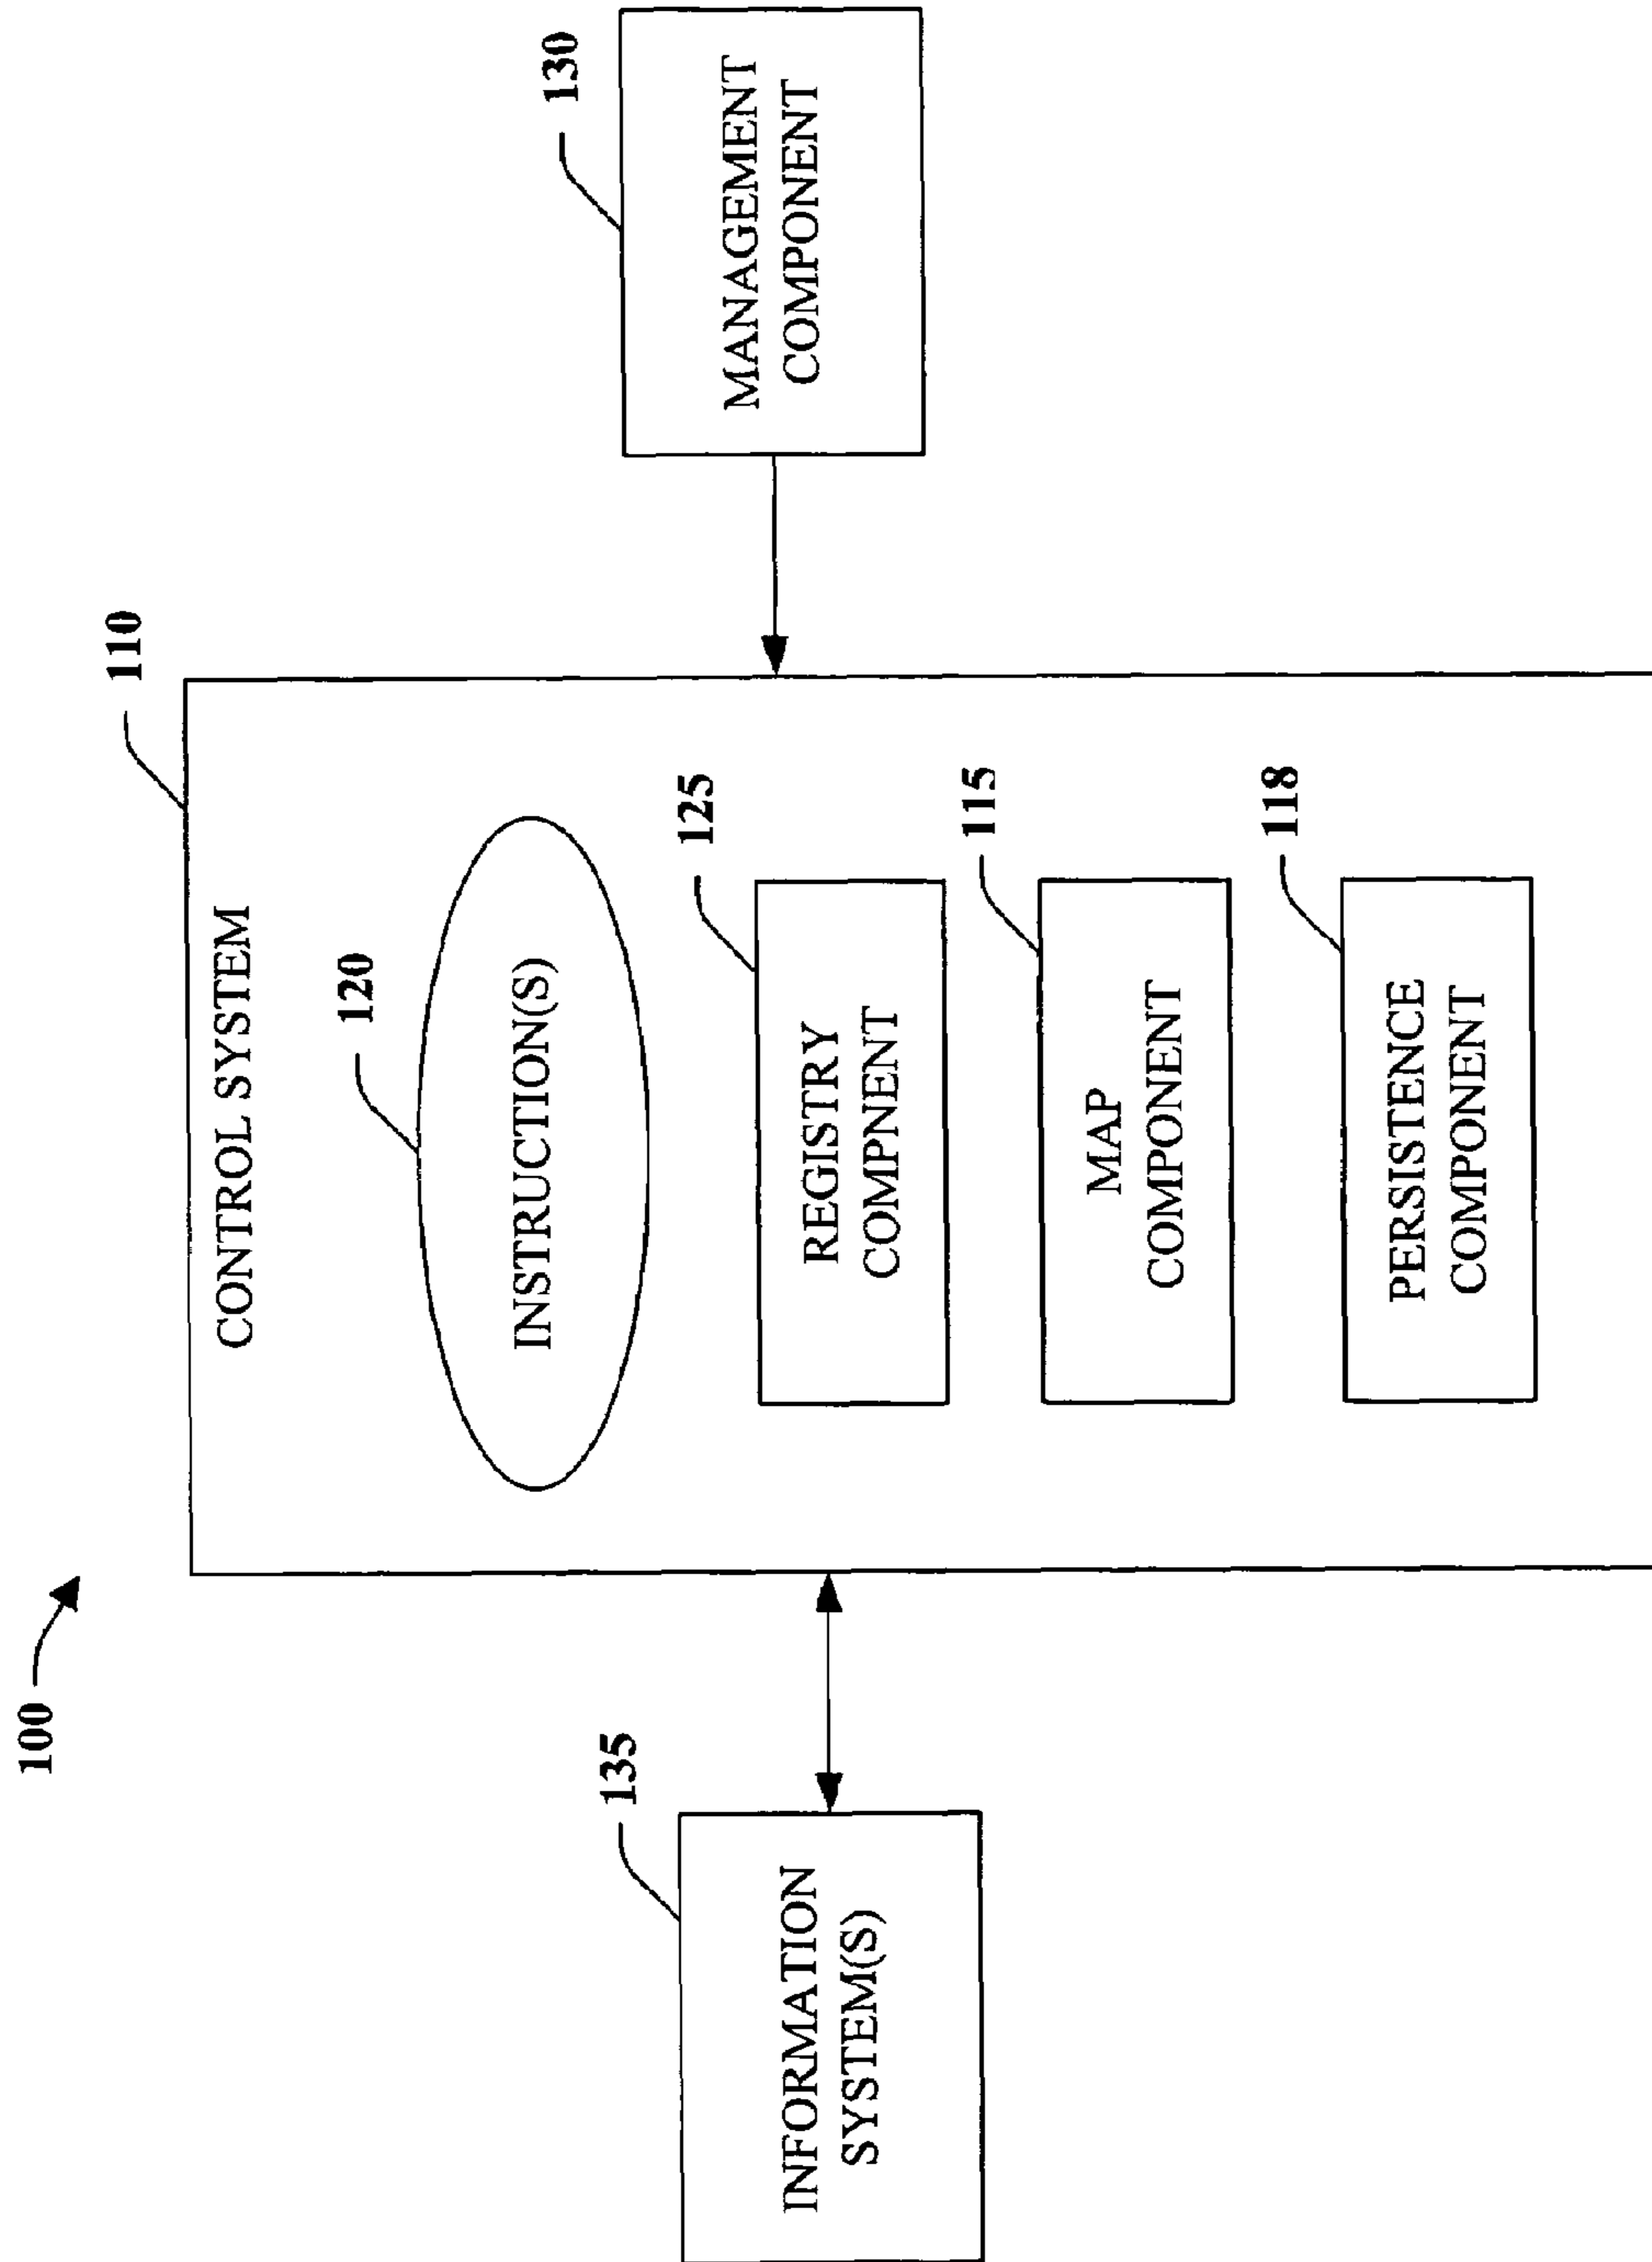 100
110
CONTROL SYSTEM
120
INSTRUCTION(S)
125
REGISTRY
COMPNENT
115
MAP
COMPONENT
118
PERSISTENCE
COMPONENT
135
INFORMATION
SYSTEM(S)
130
MANAGEMENT
COMPONENT